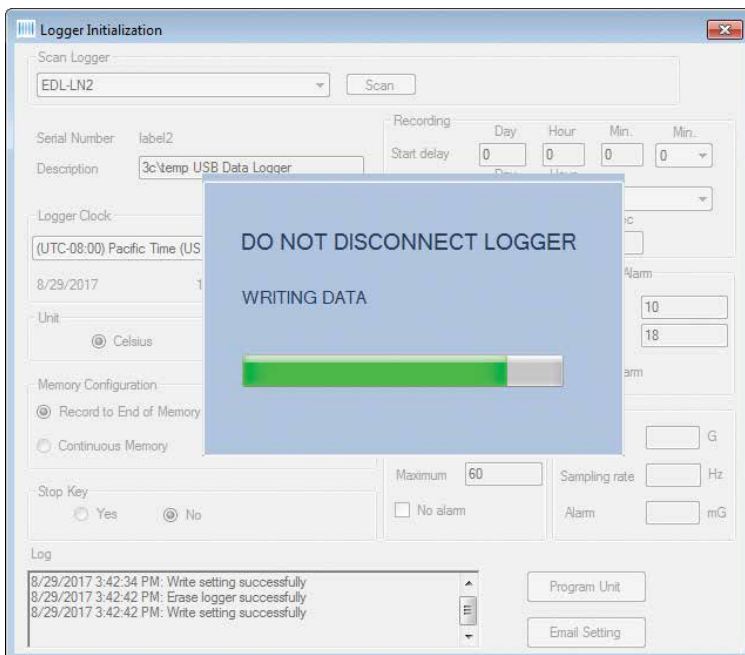 Logger Initialization
Scan Logger
EDL-LN2
Scan
Serial Number label2
Description 3c\temp USB Data Logger
Logger Clock
(UTC-08:00) Pacific Time (US
8/29/2017 1
Unit
Celsius
Memory Configuration
Record to End of Memory
Continuous Memory
Stop Key
Yes No
Recording
Day Hour Min. Min.
Start delay 0 0 0 0
DO NOT DISCONNECT LOGGER
WRITING DATA
10
18
G
Maximum 60
Sampling rate Hz
No alarm
Alarm mG
Log
8/29/2017 3:42:34 PM: Write setting successfully
8/29/2017 3:42:42 PM: Erase logger successfully
8/29/2017 3:42:42 PM: Write setting successfully
Program Unit
Email Setting